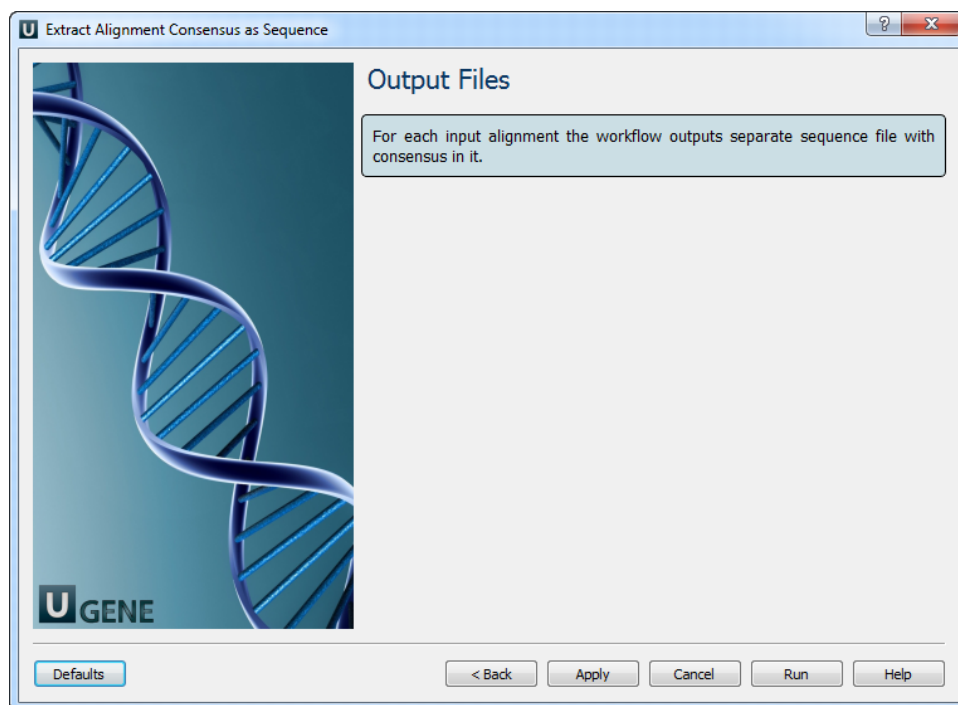 U Extract Alignment Consensus as Sequence
? x
Output Files
For each input alignment the workflow outputs separate sequence file with
consensus in it.
U GENE
Defaults
< Back
Apply
Cancel
Run
Help